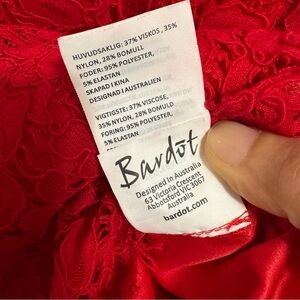 HUVUDSAKLIG: 37% VISKOS, 35%
NYLON, 28% BOMULL
FODER: 95% POLYESTER,
5% ELASTAN
SKAPAD I KINA
DESIGNAD I AUSTRALIEN
VIGTIGSTE: 37% VISCOSE,
35% NYLON, 28% BOMULD
FORING: 95% POLYESTER,
5% ELASTAN
Bardot
Designed In Australia
63 Victoria Crescent
Abbotsford VIC 3067
Australia
bardot.com